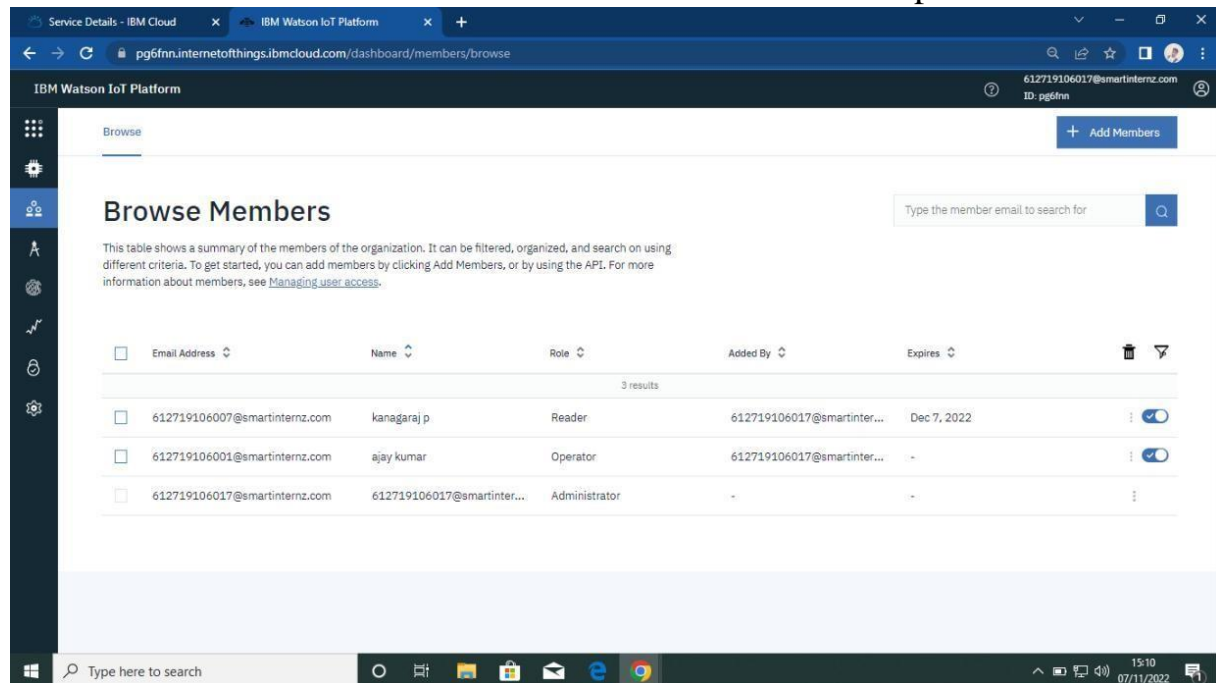 Service Details - IBM Cloud
IBM Watson IoT Platform
pg6fnn.internetofthings.ibmcloud.com/dashboard/members/browse
IBM Watson IoT Platform
612719106017@smartinternz.com
ID: pg6fnn
Browse
+ Add Members
Browse Members
Type the member email to search for
This table shows a summary of the members of the organization. It can be filtered, organized, and search on using
different criteria. To get started, you can add members by clicking Add Members, or by using the API. For more
information about members, see Managing user access.
Email Address Name Role Added By Expires
3 results
612719106007@smartinternz.com kanagaraj p Reader 612719106017@smartinter... Dec 7, 2022
612719106001@smartinternz.com ajay kumar Operator 612719106017@smartinter... -
612719106017@smartinternz.com 612719106017@smartinter... Administrator - -
Type here to search
15:10
07/11/2022